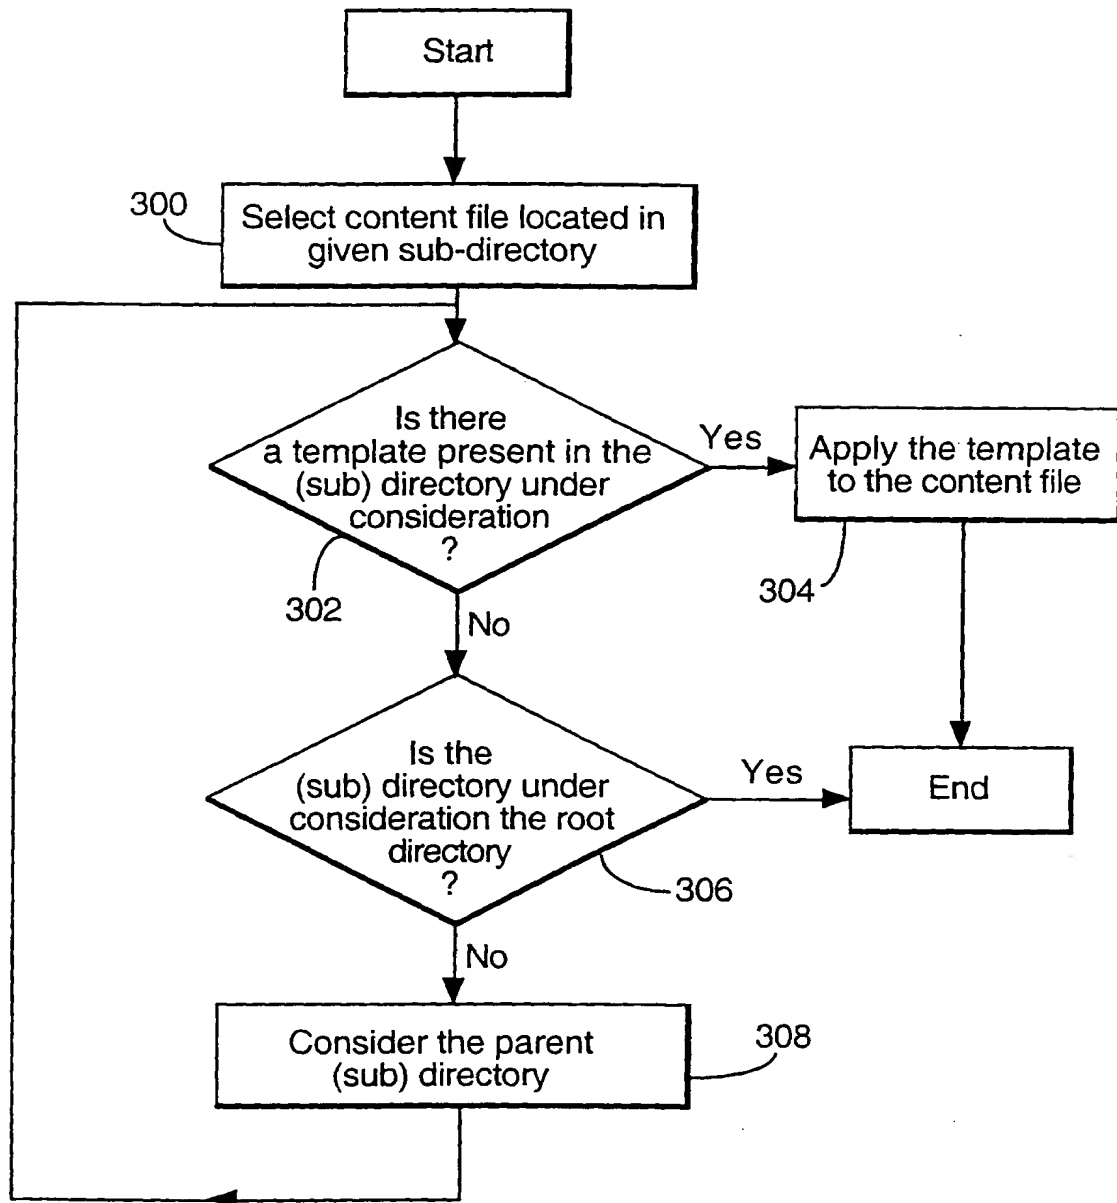 Start
300
Select content file located in
given sub-directory
Is there
a template present in the
(sub) directory under
consideration
?
302
Yes
Apply the template
to the content file
304
No
Is the
(sub) directory under
consideration the root
directory
?
306
Yes
End
No
Consider the parent
(sub) directory
308